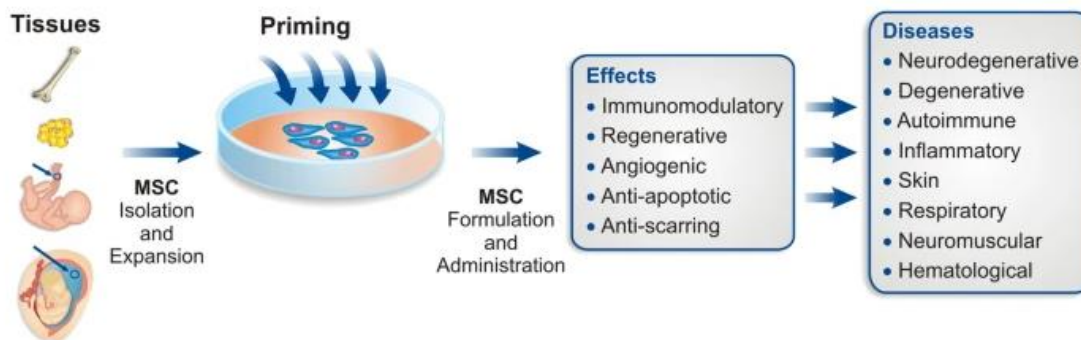 Tissues
Priming
MSC
Isolation
and
Expansion
MSC
Formulation
and
Administration
Effects
• Immunomodulatory
• Regenerative
• Angiogenic
• Anti-apoptotic
• Anti-scarring
Diseases
• Neurodegenerative
• Degenerative
• Autoimmune
• Inflammatory
• Skin
• Respiratory
• Neuromuscular
• Hematological